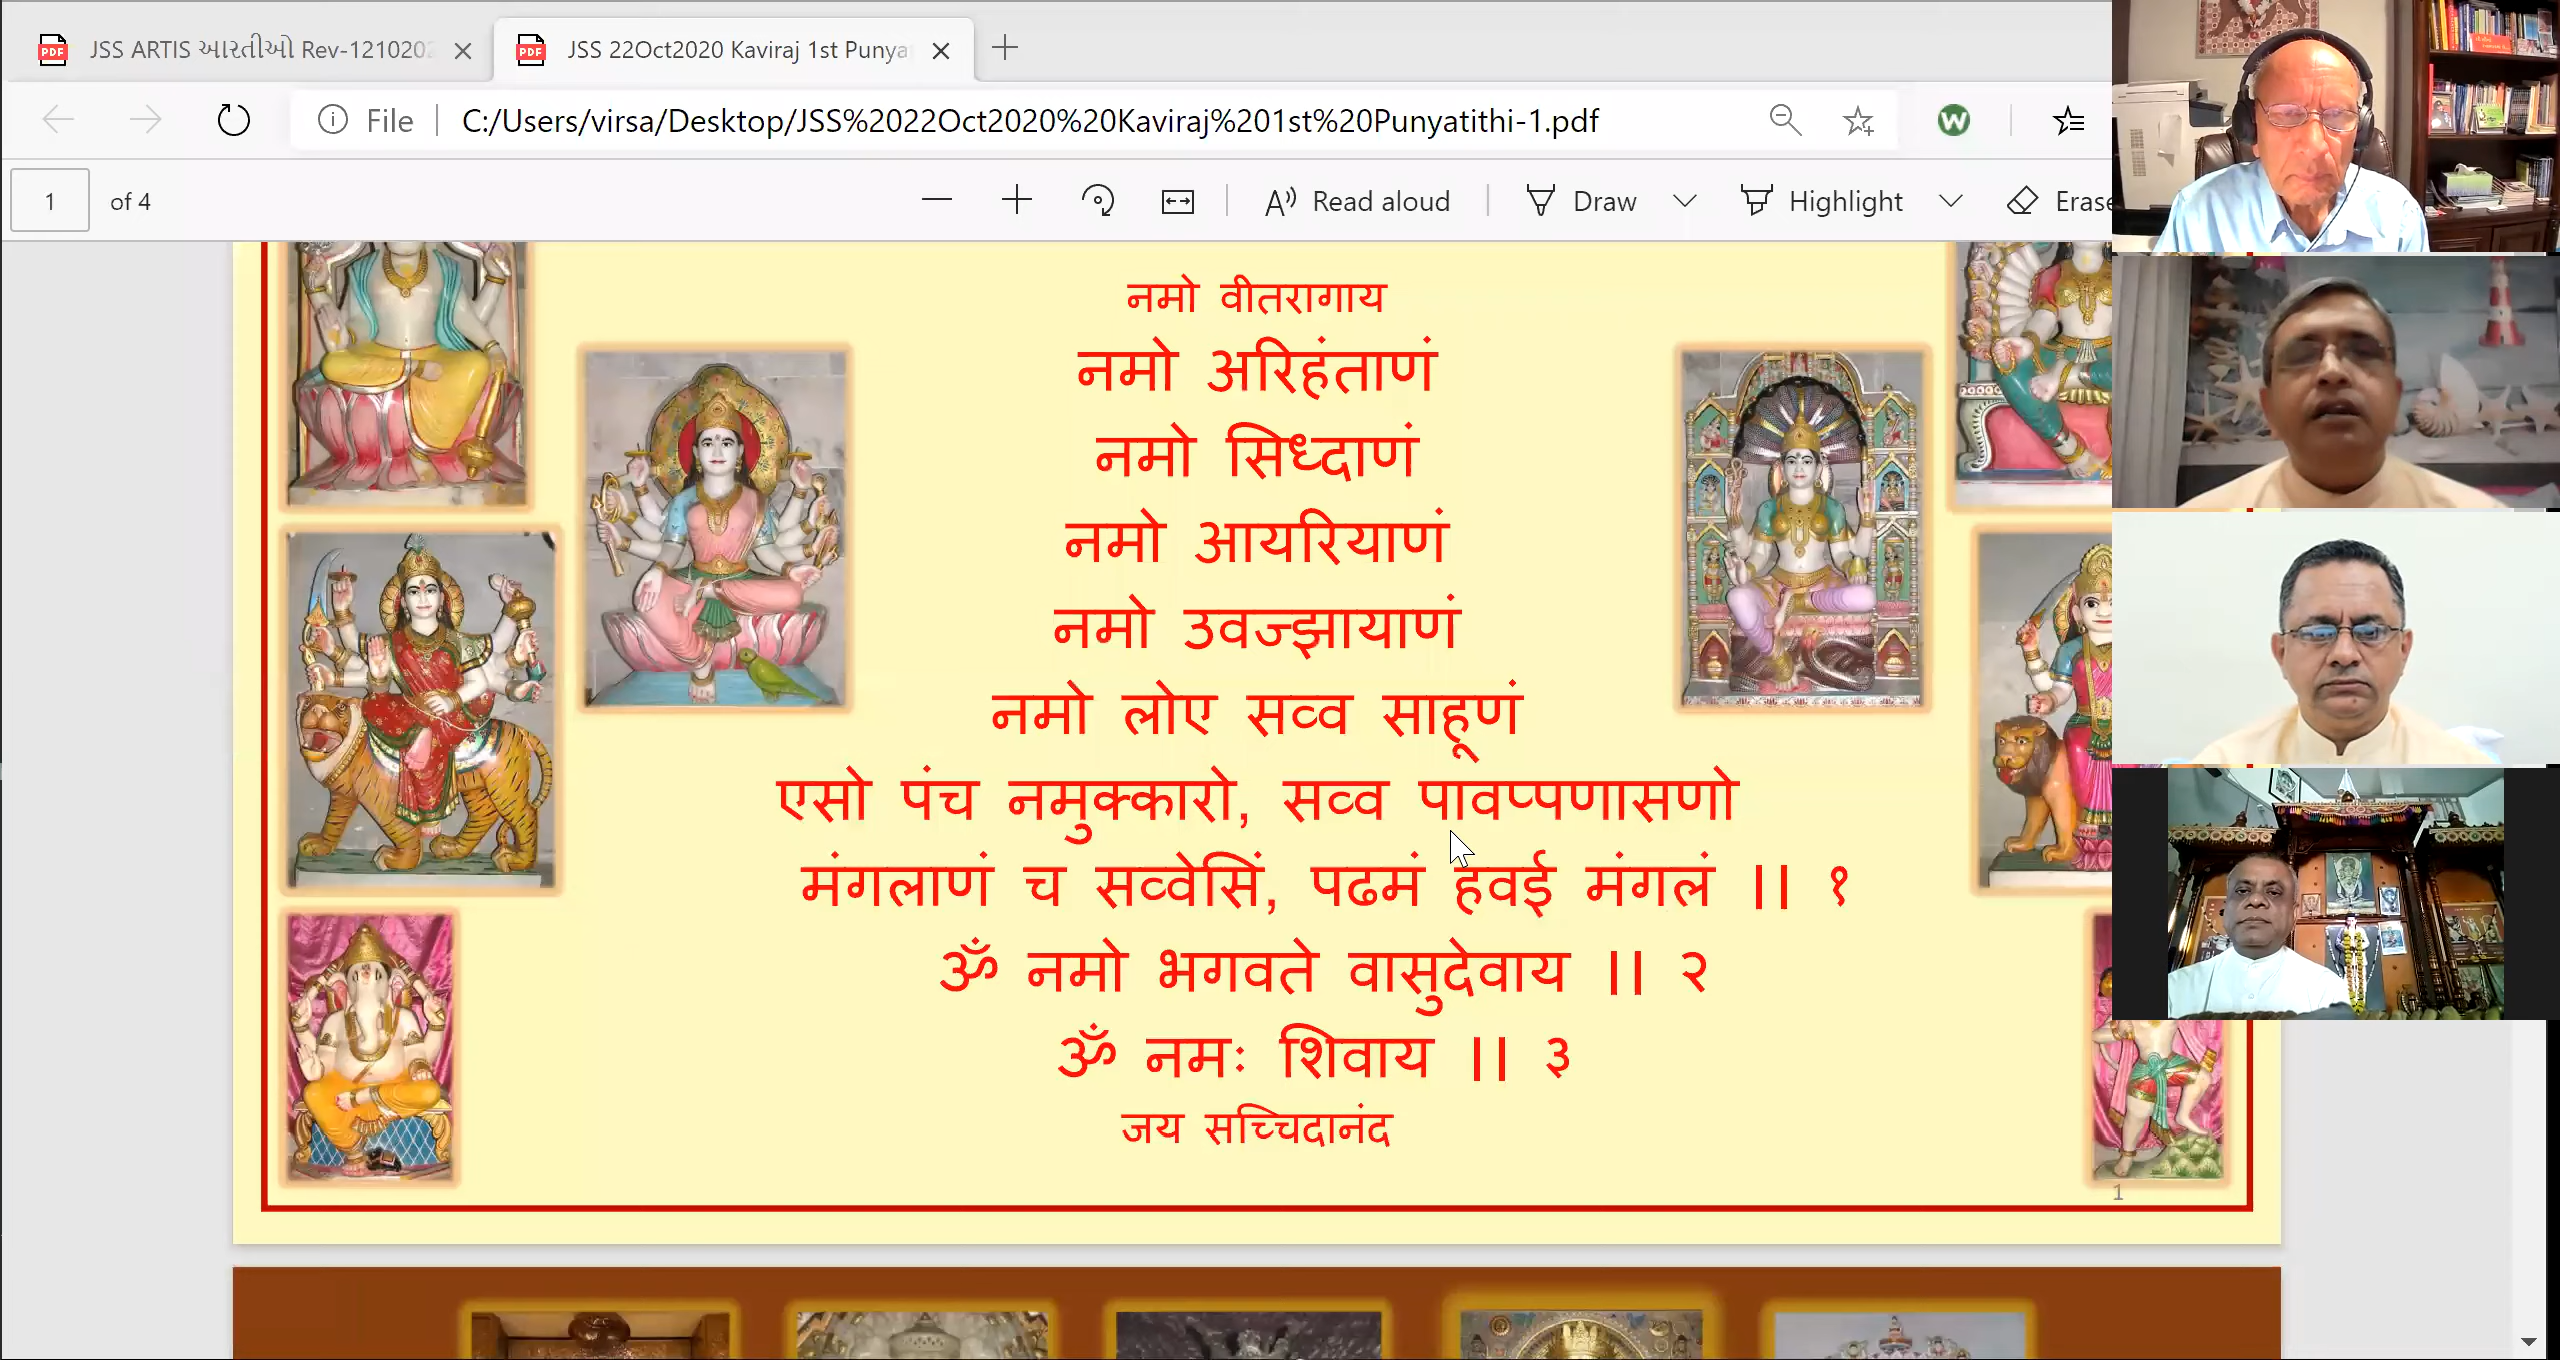 JSS ARTIS આરતીઓ Rev-1210202
JSS 22Oct2020 Kaviraj 1st Punya
File
C:/Users/virsa/Desktop/JSS%2022Oct2020%20Kaviraj%201st%20Punyatithi-1.pdf
1 of 4
Read aloud
Draw
Highlight
Erase
नमो वीतरागाय
नमो अरिहंताणं
नमो सिध्दाणं
नमो आयरियाणं
नमो उवज्झायाणं
नमो लोए सव्व साहूणं
एसो पंच नमुक्कारो, सव्व पावप्पणासणो
मंगलाणं च सव्वेसिं, पढमं हवई मंगलं ।। १
ॐ नमो भगवते वासुदेवाय ।। २
ॐ नमः शिवाय ।। ३
जय सच्चिदानंद
1